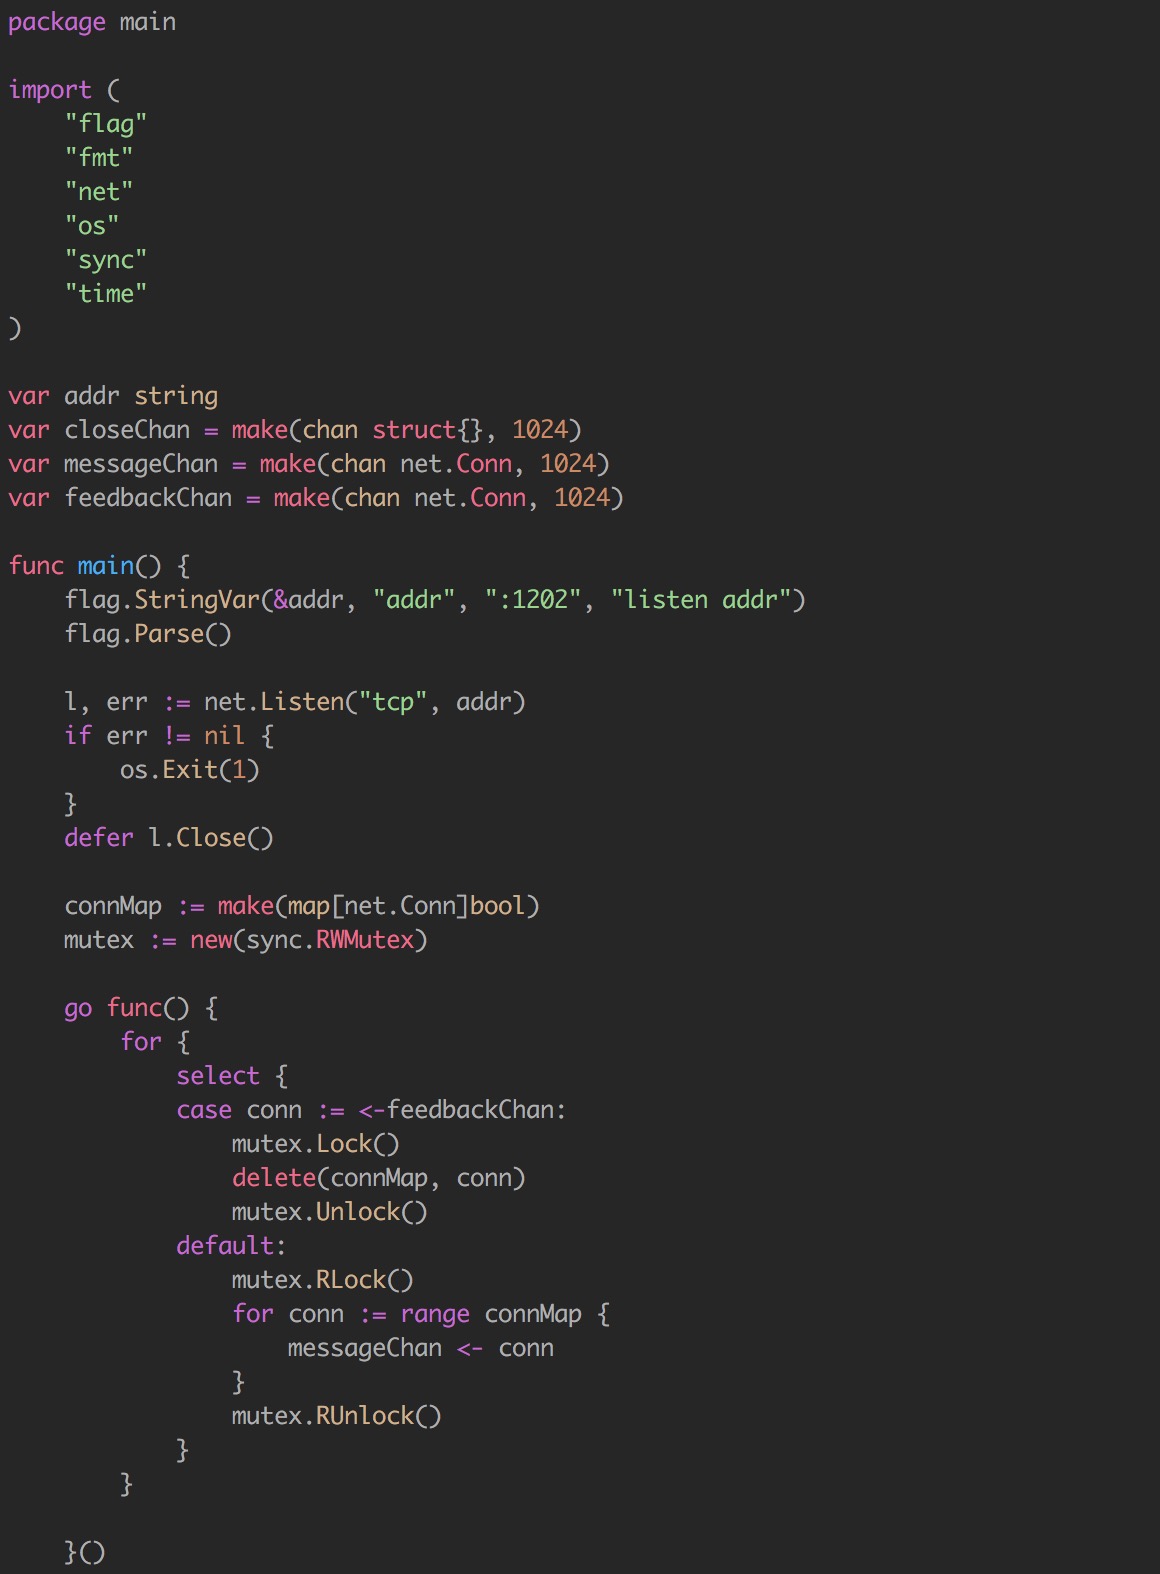 package main
import (
"flag"
"fmt"
"net"
"os"
"sync"
"time"
)
var addr string
var closeChan = make(chan struct{}, 1024)
var messageChan = make(chan net.Conn, 1024)
var feedbackChan = make(chan net.Conn, 1024)
func main() {
flag.StringVar(&addr, "addr", ":1202", "listen addr")
flag.Parse()
l, err := net.Listen("tcp", addr)
if err != nil {
os.Exit(1)
}
defer l.Close()
connMap := make(map[net.Conn]bool)
mutex := new(sync.RWMutex)
go func() {
for {
select {
case conn := <-feedbackChan:
mutex.Lock()
delete(connMap, conn)
mutex.Unlock()
default:
mutex.RLock()
for conn := range connMap {
messageChan <- conn
}
mutex.RUnlock()
}
}
}()